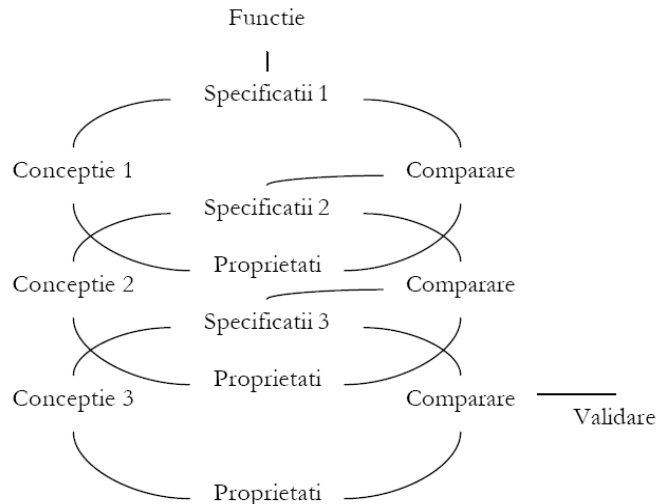 Functie
Specificatii 1
Conceptie 1 Comparare
Specificatii 2
Proprietati
Conceptie 2 Comparare
Specificatii 3
Proprietati
Conceptie 3 Comparare
Validare
Proprietati